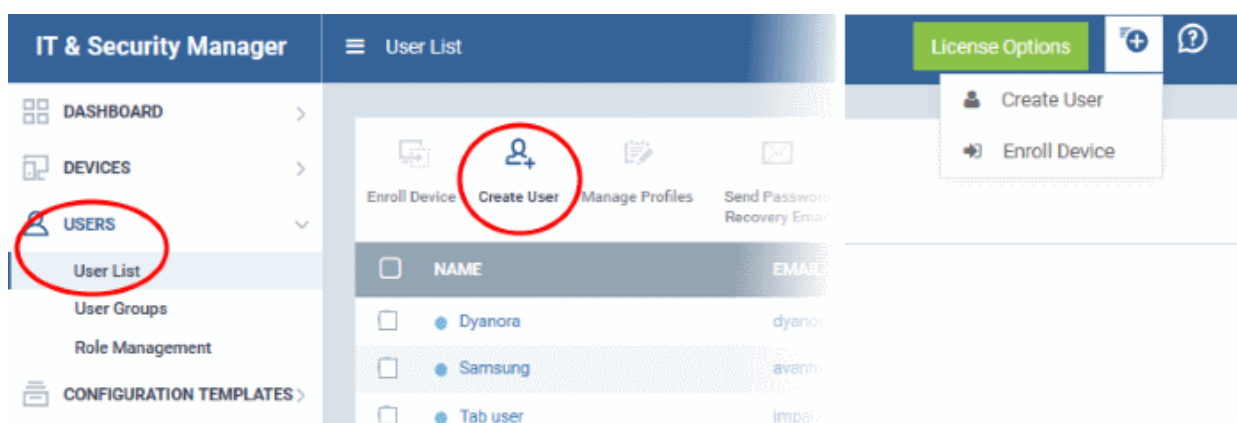 IT & Security Manager
User List
License Options
Create User
Enroll Device
DASHBOARD
DEVICES
USERS
User List
User Groups
Role Management
CONFIGURATION TEMPLATES
Enroll Device
Create User
Manage Profiles
Send Password
Recovery Email
NAME
Dyanora
Samsung
Tab user